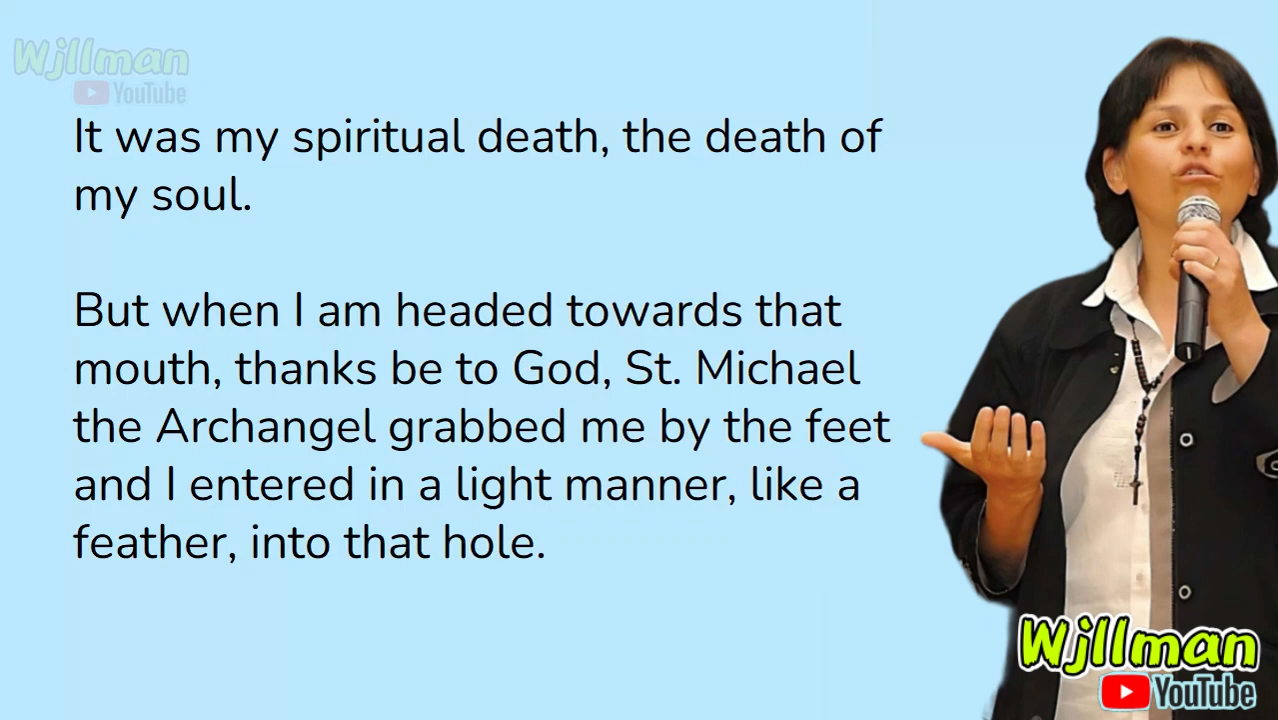 Wjllman
YouTube
It was my spiritual death, the death of
my soul.
But when I am headed towards that
mouth, thanks be to God, St. Michael
the Archangel grabbed me by the feet
and I entered in a light manner, like a
feather, into that hole.
Wjllman
YouTube